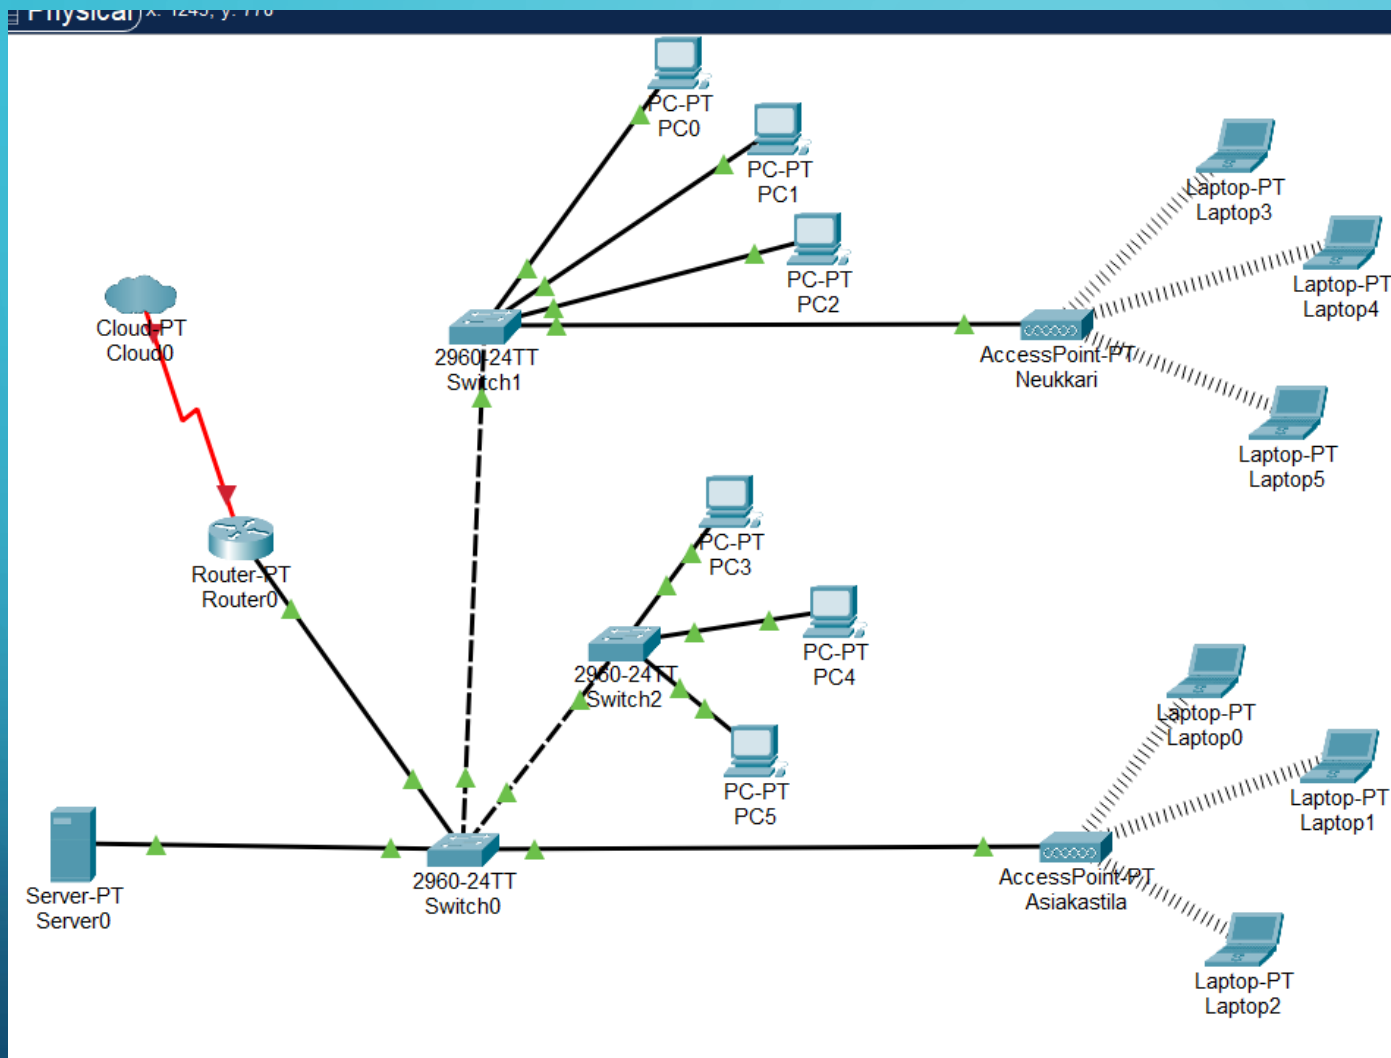 Physical x: 1245, y: 770
PC-PT
PC0
PC-PT
PC1
PC-PT
PC2
Laptop-PT
Laptop3
Laptop-PT
Laptop4
Cloud-PT
Cloud0
2960-24TT
Switch1
AccessPoint-PT
Neukkari
Laptop-PT
Laptop5
PC-PT
PC3
Router-PT
Router0
2960-24TT
Switch2
PC-PT
PC4
Laptop-PT
Laptop0
PC-PT
PC5
Laptop-PT
Laptop1
Server-PT
Server0
2960-24TT
Switch0
AccessPoint-PT
Asiakastila
Laptop-PT
Laptop2